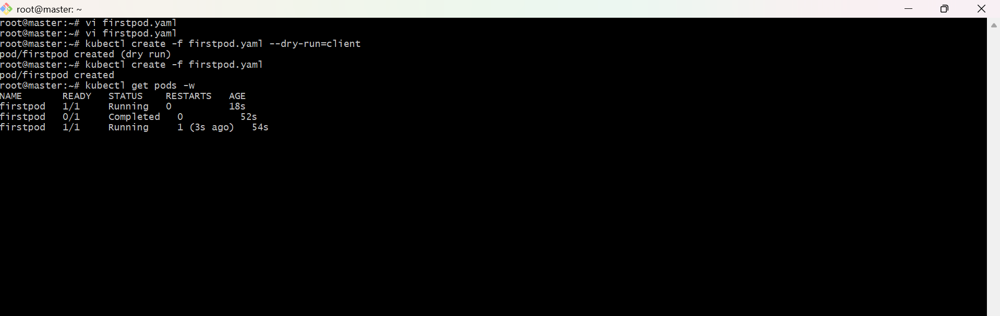 root@master: ~
root@master:~# vi firstpod.yaml
root@master:~# vi firstpod.yaml
root@master:~# kubectl create -f firstpod.yaml --dry-run=client
pod/firstpod created (dry run)
root@master:~# kubectl create -f firstpod.yaml
pod/firstpod created
root@master:~# kubectl get pods -w
NAME       READY   STATUS    RESTARTS   AGE
firstpod   1/1     Running   0          18s
firstpod   0/1     Completed   0          52s
firstpod   1/1     Running     1 (3s ago)   54s